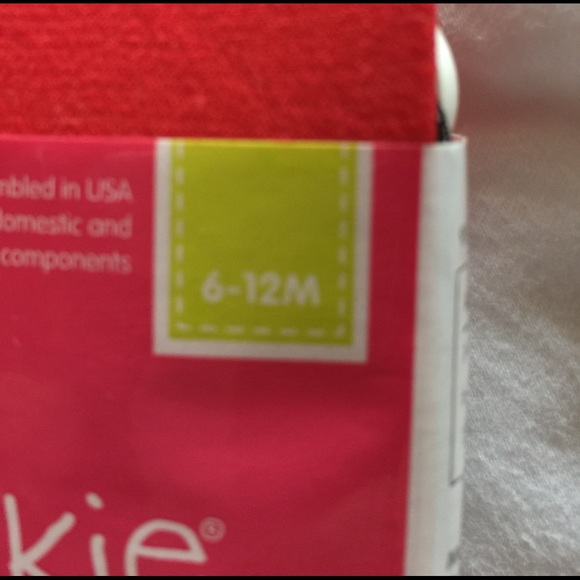 mbled in USA
domestic and
components
6-12M
kie®